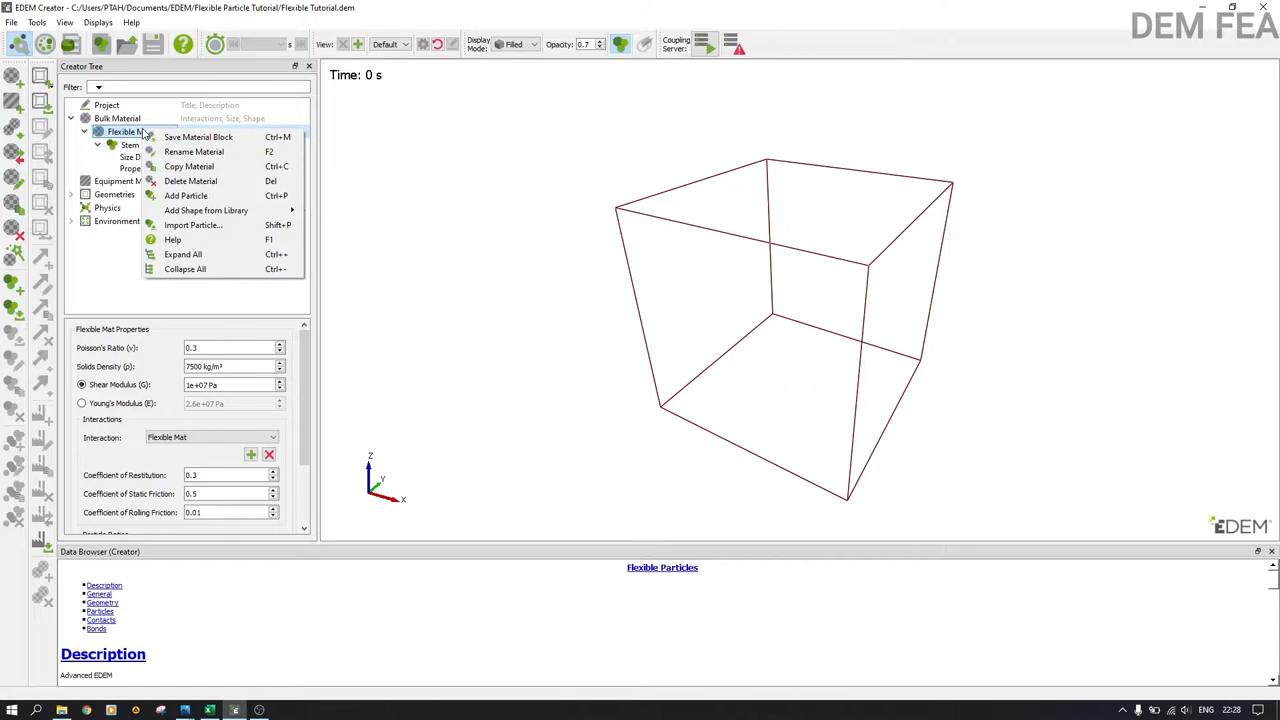 EDEM Creator - C:/Users/PTAH/Documents/EDEM/Flexible Particle Tutorial/Flexible Tutorial.dem
DEM FEA
File Tools View Displays Help
s View: Default Display Mode: Filled Opacity: 0.7 Coupling Server:
Creator Tree
Time: 0 s
Filter:
Project Title, Description
Bulk Material Interactions, Size, Shape
Flexible M
Save Material Block Ctrl+M
Stem
Rename Material F2
Size D
Copy Material Ctrl+C
Prope
Delete Material Del
Equipment M
Add Particle Ctrl+P
Geometries
Add Shape from Library
Physics
Import Particle... Shift+P
Environment
Help F1
Expand All Ctrl++
Collapse All Ctrl+-
Flexible Mat Properties
Poisson's Ratio (ν): 0.3
Solids Density (ρ): 7500 kg/m³
Shear Modulus (G): 1e+07 Pa
Young's Modulus (E): 2.6e+07 Pa
Interactions
Interaction: Flexible Mat
Coefficient of Restitution: 0.3
Coefficient of Static Friction: 0.5
Coefficient of Rolling Friction: 0.01
Z
Y
X
EDEM
Data Browser (Creator)
Flexible Particles
Description
General
Geometry
Particles
Contacts
Bonds
Description
Advanced EDEM
ENG 22:28